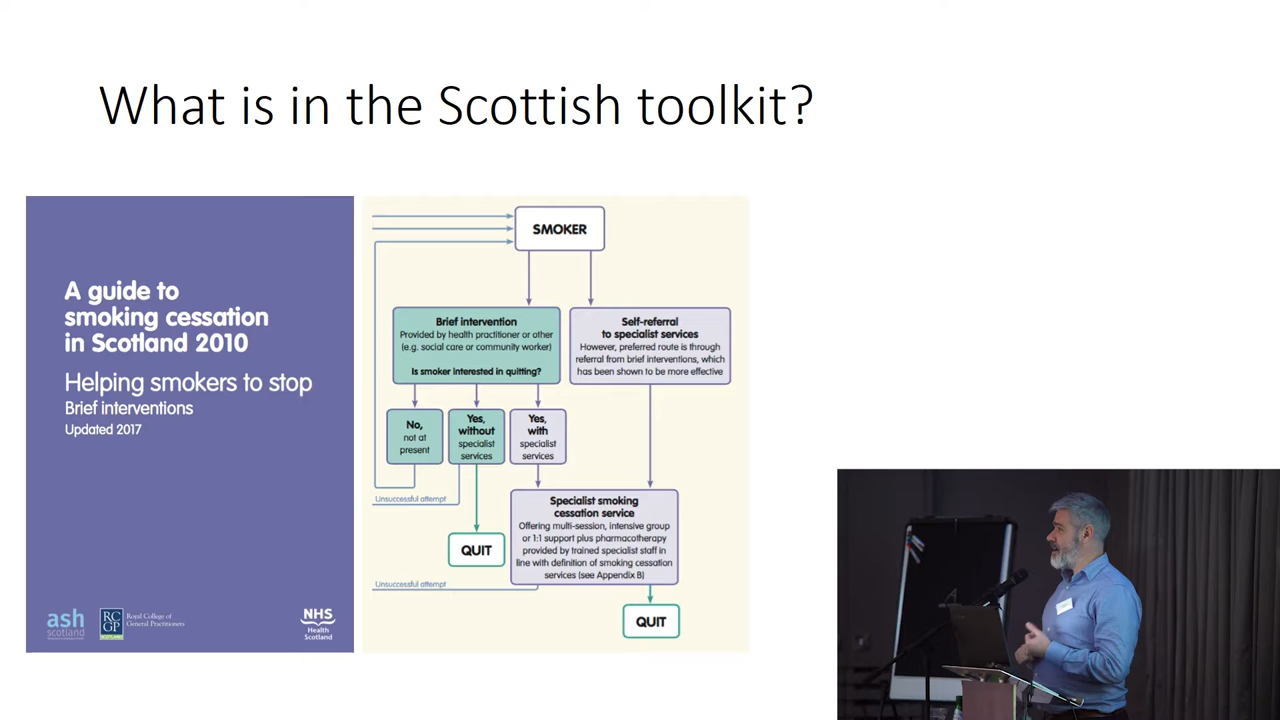 What is in the Scottish toolkit?
A guide to
smoking cessation
in Scotland 2010
Helping smokers to stop
Brief interventions
Updated 2017
ash
scotland
RC
GP
SCOTLAND
Royal College of
General Practitioners
NHS
Health
Scotland
SMOKER
Brief intervention
Provided by health practitioner or other
(e.g. social care or community worker)
Is smoker interested in quitting?
Self-referral
to specialist services
However, preferred route is through
referral from brief interventions, which
has been shown to be more effective
No,
not at
present
Yes,
without
specialist
services
Yes,
with
specialist
services
Unsuccessful attempt
Specialist smoking
cessation service
Offering multi-session, intensive group
or 1:1 support plus pharmacotherapy
provided by trained specialist staff in
line with definition of smoking cessation
services (see Appendix B)
QUIT
Unsuccessful attempt
QUIT